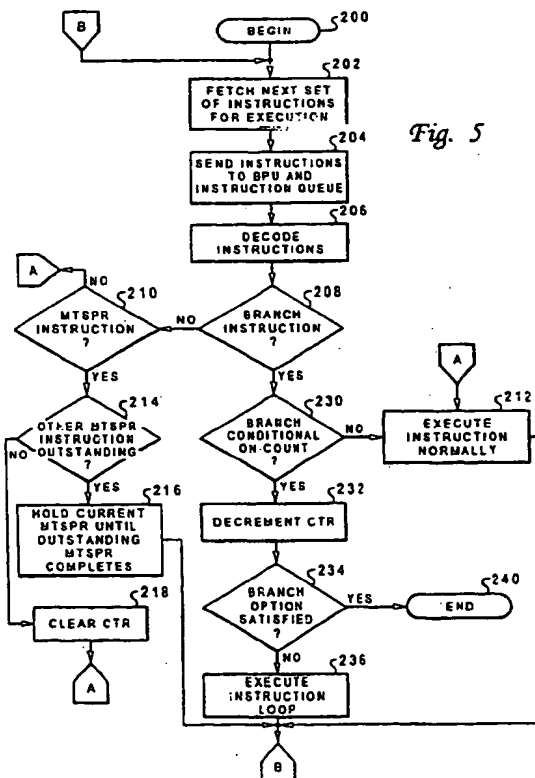 B
BEGIN
200
202
FETCH NEXT SET
OF INSTRUCTIONS
FOR EXECUTION
Fig. 5
204
SEND INSTRUCTIONS
TO BPU AND
INSTRUCTION QUEUE
206
DECODE
INSTRUCTIONS
A
NO
210
MTSPR
INSTRUCTION
?
NO
208
BRANCH
INSTRUCTION
?
YES
YES
A
214
OTHER MTSPR
INSTRUCTION
OUTSTANDING
?
NO
230
BRANCH
CONDITIONAL
ON-COUNT
?
NO
212
EXECUTE
INSTRUCTION
NORMALLY
YES
216
HOLD CURRENT
MTSPR UNTIL
OUTSTANDING
MTSPR
COMPLETES
YES
232
DECREMENT CTR
218
CLEAR CTR
234
BRANCH
OPTION
SATISFIED
?
YES
240
END
A
NO
236
EXECUTE
INSTRUCTION
LOOP
B